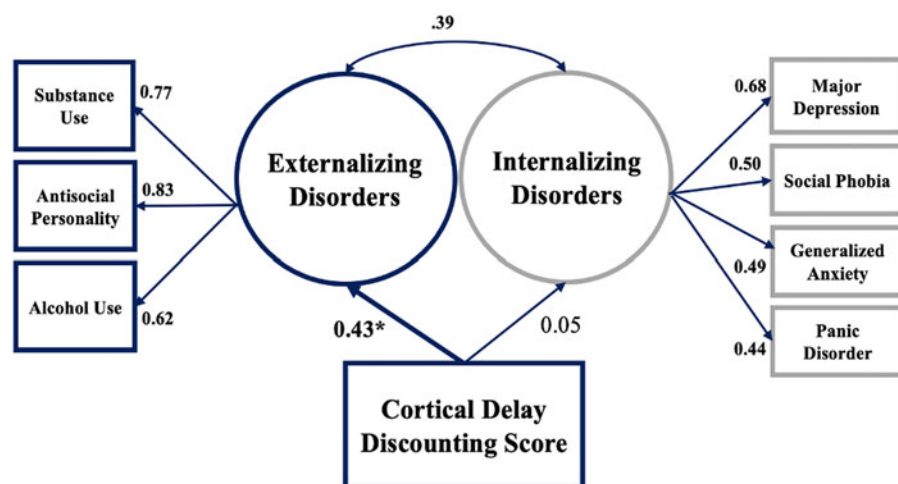 .39
Substance
Use
0.77
Antisocial
Personality
0.83
Alcohol Use
0.62
Externalizing
Disorders
Internalizing
Disorders
0.68
Major
Depression
0.50
Social Phobia
Generalized
Anxiety
0.49
Panic
Disorder
0.44
0.43*
0.05
Cortical Delay
Discounting Score